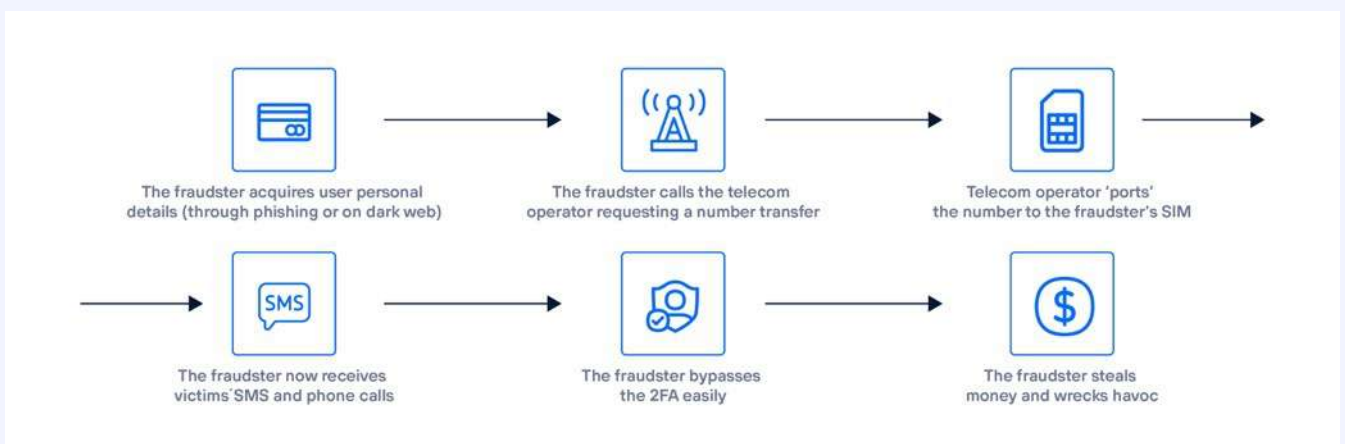 The fraudster acquires user personal
details (through phishing or on dark web)
The fraudster calls the telecom
operator requesting a number transfer
Telecom operator 'ports'
the number to the fraudster's SIM
SMS
The fraudster now receives
victims´SMS and phone calls
The fraudster bypasses
the 2FA easily
$
The fraudster steals
money and wrecks havoc